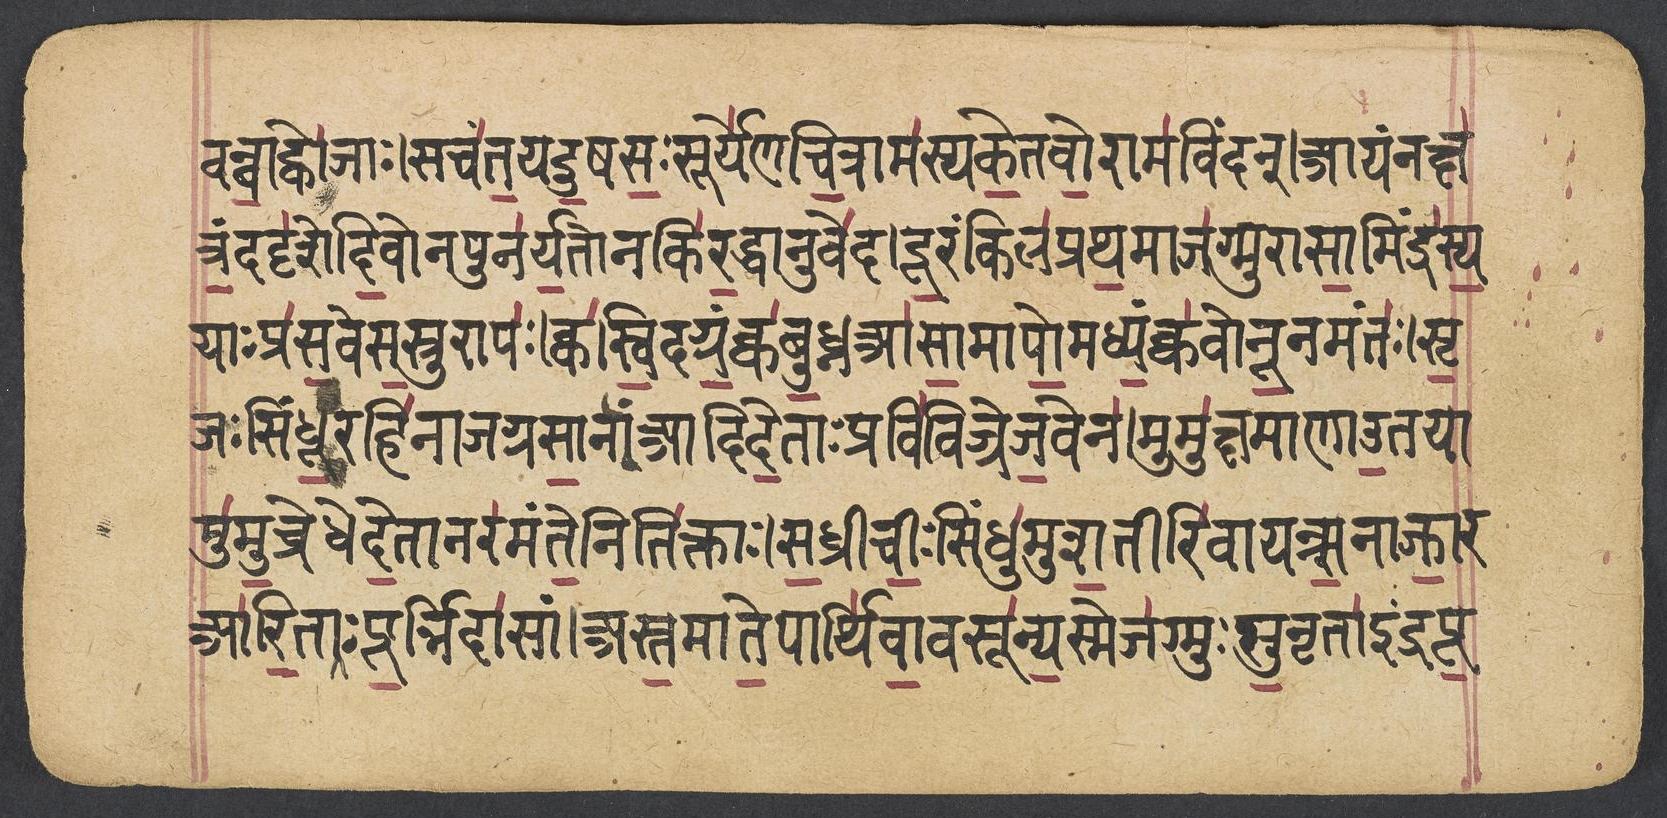 वन्बाह्वोजाः।सचंतयदुषसःसूर्येणचित्रामस्यकेतवोरामविंदन्।आयंनक्ष
त्रंददृशेदिवोनपुनर्यतोनकिरद्धानुवेद।दूरंकिलप्रथमाजग्मुरासामिंद्रस्य
याःप्रसवेसस्रुरापः।क्वस्विदग्रंक्वबुध्नआसामापोमध्यंक्ववोनूनमंतः।सृ
जःसिंधूँरहिनाजग्रसानाँआदिदेताःप्रविविज्रेजवेन।मुमुक्षमाणाउतया
मुमुच्रेधेदेतानरमंतेनितिक्ताः।सध्रीचीःसिंधुमुशतीरिवायन्त्सनाज्जार
आरितःपूर्भिदासां।अस्तमातेपार्थिवावसून्यस्मेजग्मुःसूनृताइंद्रपू